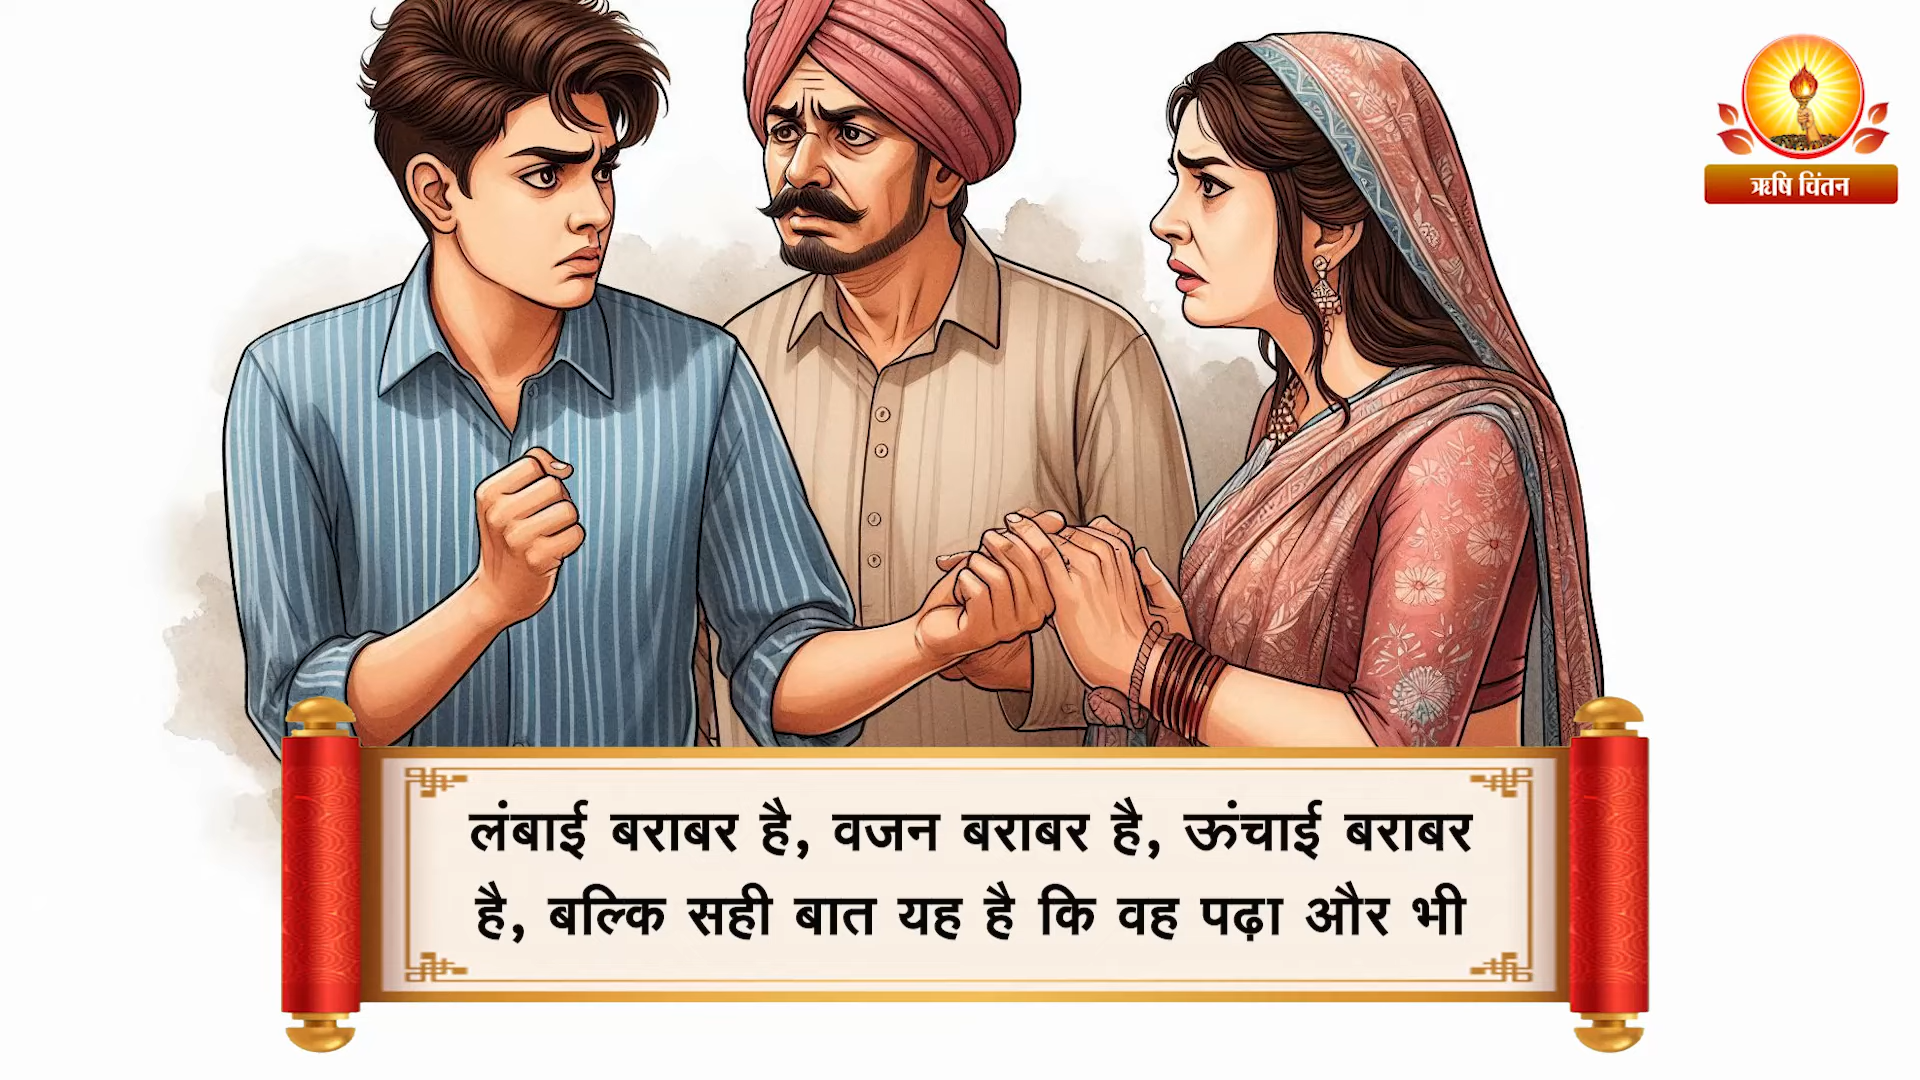 ऋषि चिंतन
लंबाई बराबर है, वजन बराबर है, ऊंचाई बराबर
है, बल्कि सही बात यह है कि वह पढ़ा और भी